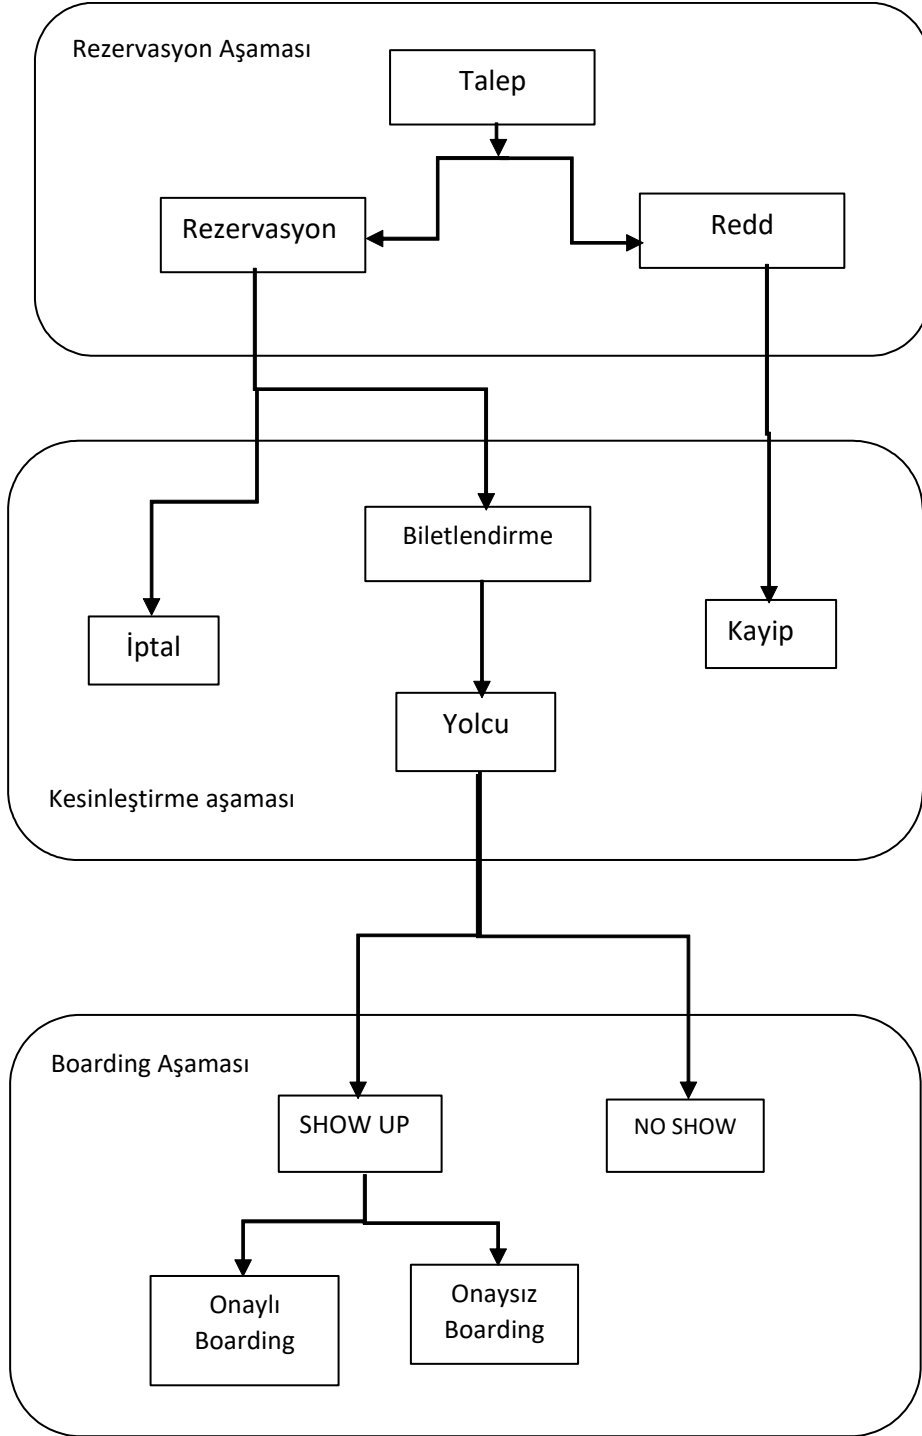 Rezervasyon Aşaması
Talep
Rezervasyon
Redd
Biletlendirme
İptal
Kayip
Yolcu
Kesinleştirme aşaması
Boarding Aşaması
SHOW UP
NO SHOW
Onaylı
Boarding
Onaysız
Boarding